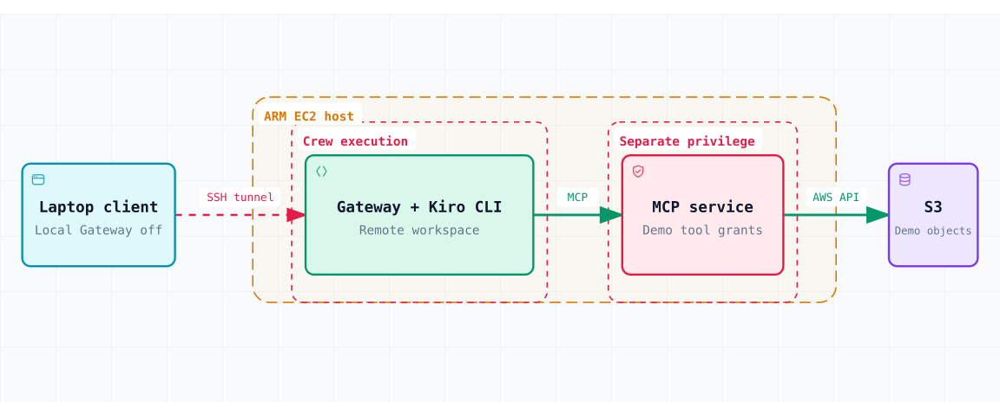 ARM EC2 host
Crew execution
Separate privilege
Laptop client
Local Gateway off
SSH tunnel
Gateway + Kiro CLI
Remote workspace
MCP
MCP service
Demo tool grants
AWS API
S3
Demo objects